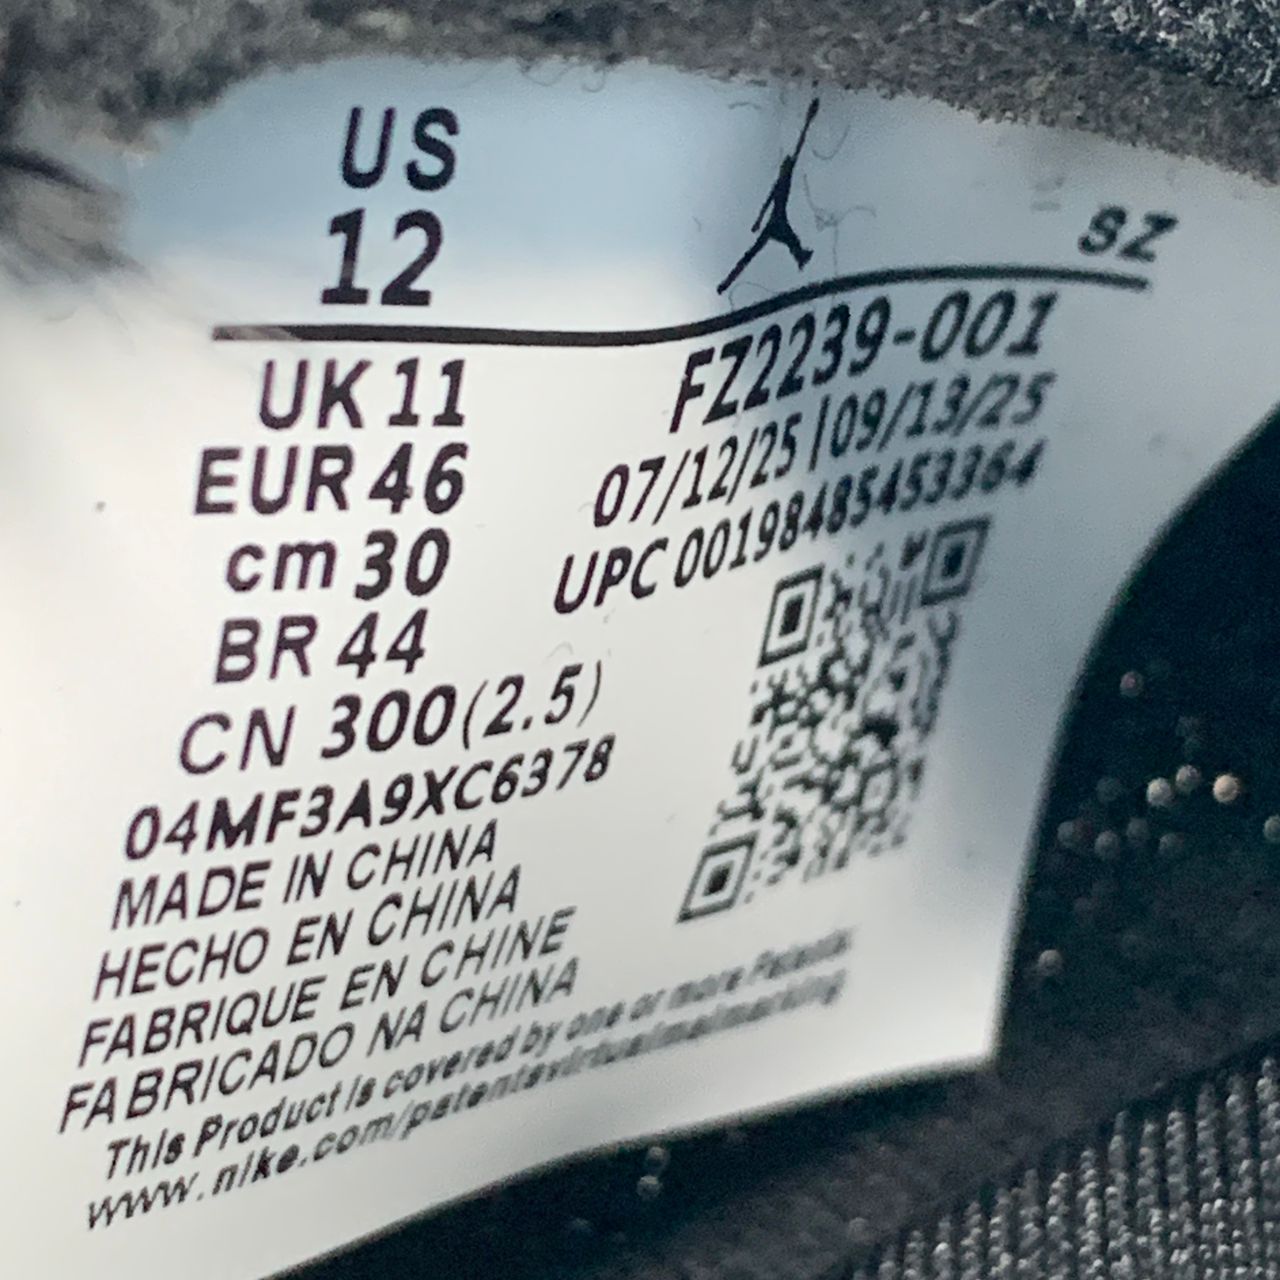 US
12
SZ
UK 11
EUR 46
cm 30
BR 44
CN 300(2.5)
04MF3A9XC6378
MADE IN CHINA
HECHO EN CHINA
FABRIQUE EN CHINE
FABRICADO NA CHINA
This Product is covered by one or more Patents
www.nike.com/patentsvirtualmarking
FZ2239-001
07/12/25 | 09/13/25
UPC 00198485453364